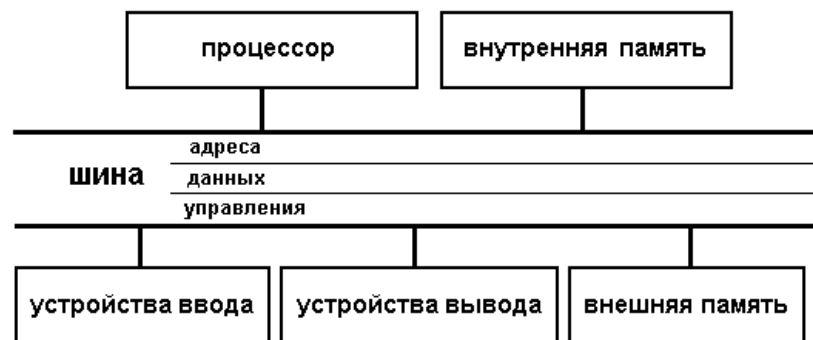 процессор
внутренняя память
шина
адреса
данных
управления
устройства ввода
устройства вывода
внешняя память